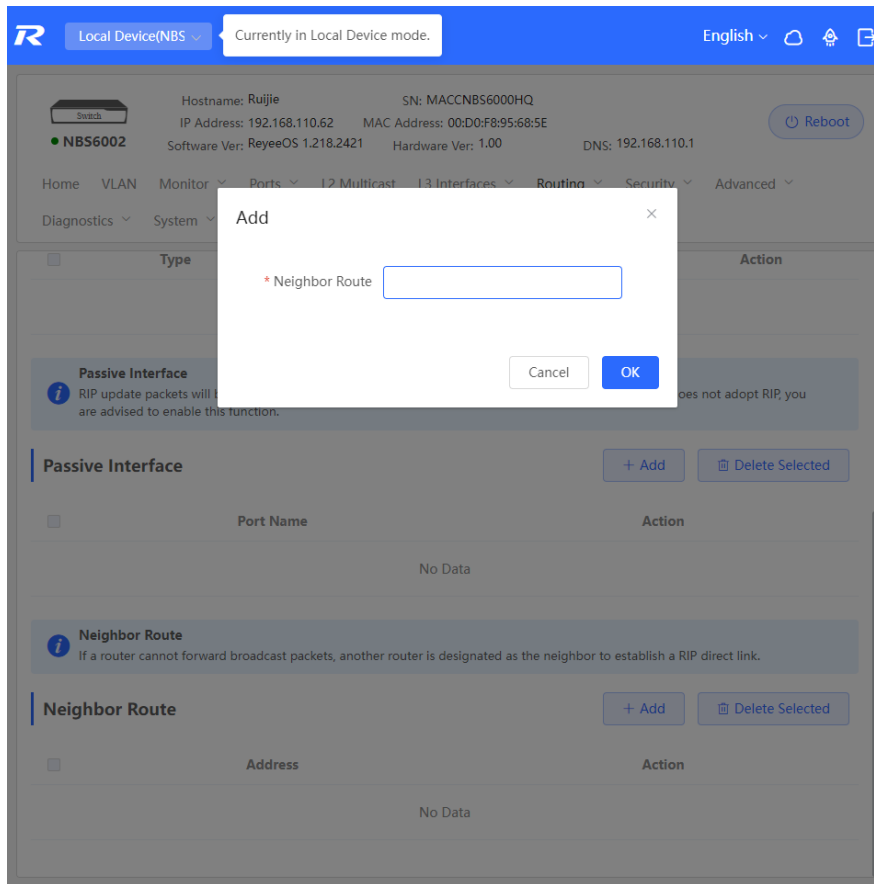 Local Device(NBS
Currently in Local Device mode.
English
Switch
NBS6002
Hostname: Ruijie
SN: MACCNBS6000HQ
IP Address: 192.168.110.62
MAC Address: 00:D0:F8:95:68:5E
Software Ver: ReyeeOS 1.218.2421
Hardware Ver: 1.00
DNS: 192.168.110.1
Reboot
Home VLAN Monitor Ports L2 Multicast L3 Interfaces Routing Security Advanced
Diagnostics System
Add
* Neighbor Route
Cancel OK
Type Action
Passive Interface
RIP update packets will
oes not adopt RIP, you
are advised to enable this function.
Passive Interface
+ Add Delete Selected
Port Name Action
No Data
Neighbor Route
If a router cannot forward broadcast packets, another router is designated as the neighbor to establish a RIP direct link.
Neighbor Route
+ Add Delete Selected
Address Action
No Data